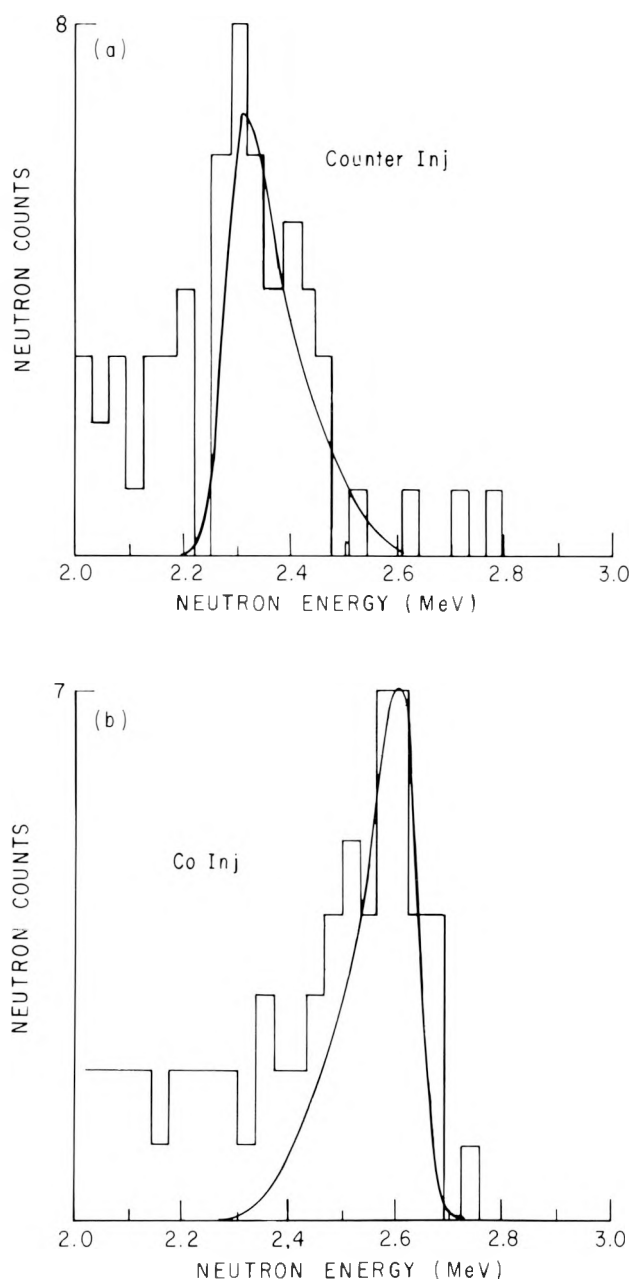 8
(a)
Counter Inj
NEUTRON COUNTS
2.0 2.2 2.4 2.6 2.8 3.0
NEUTRON ENERGY (MeV)
7
(b)
Co Inj
NEUTRON COUNTS
2.0 2.2 2.4 2.6 2.8 3.0
NEUTRON ENERGY (MeV)